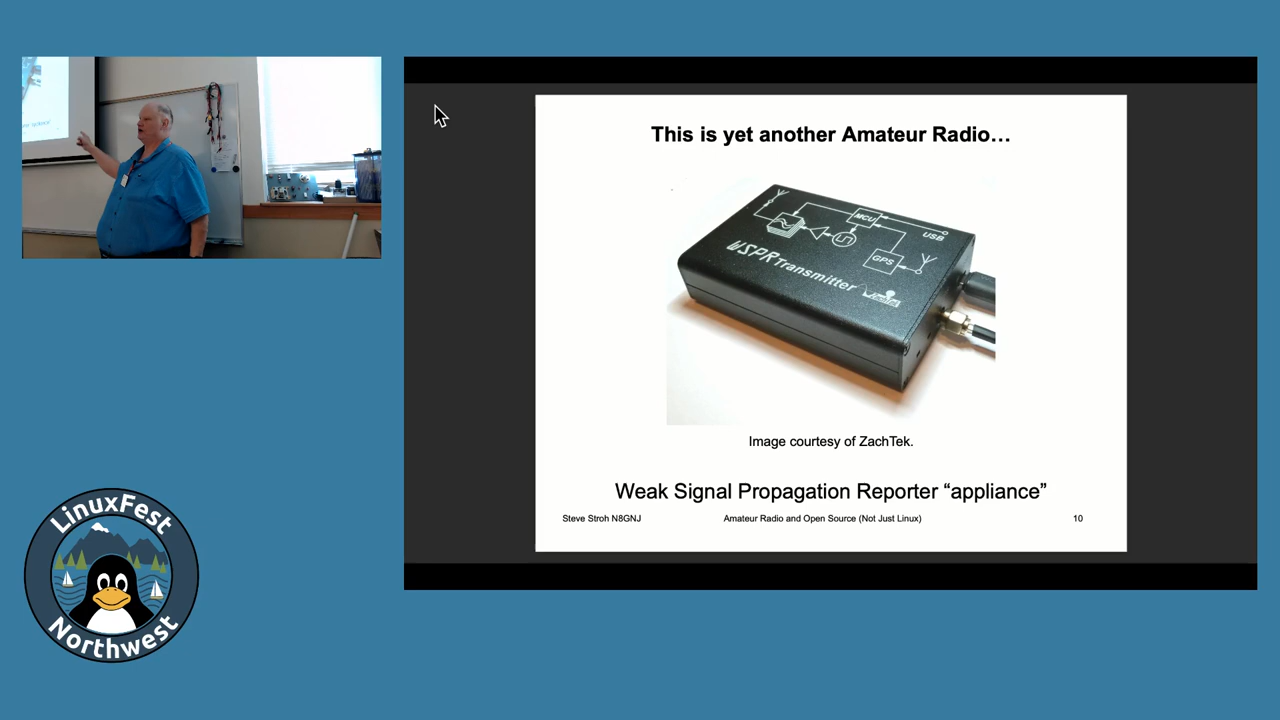 This is yet another Amateur Radio…
MCU
USB
GPS
WSPR Transmitter
Image courtesy of ZachTek.
Weak Signal Propagation Reporter “appliance”
Steve Stroh N8GNJ
Amateur Radio and Open Source (Not Just Linux)
10
LinuxFest
Northwest